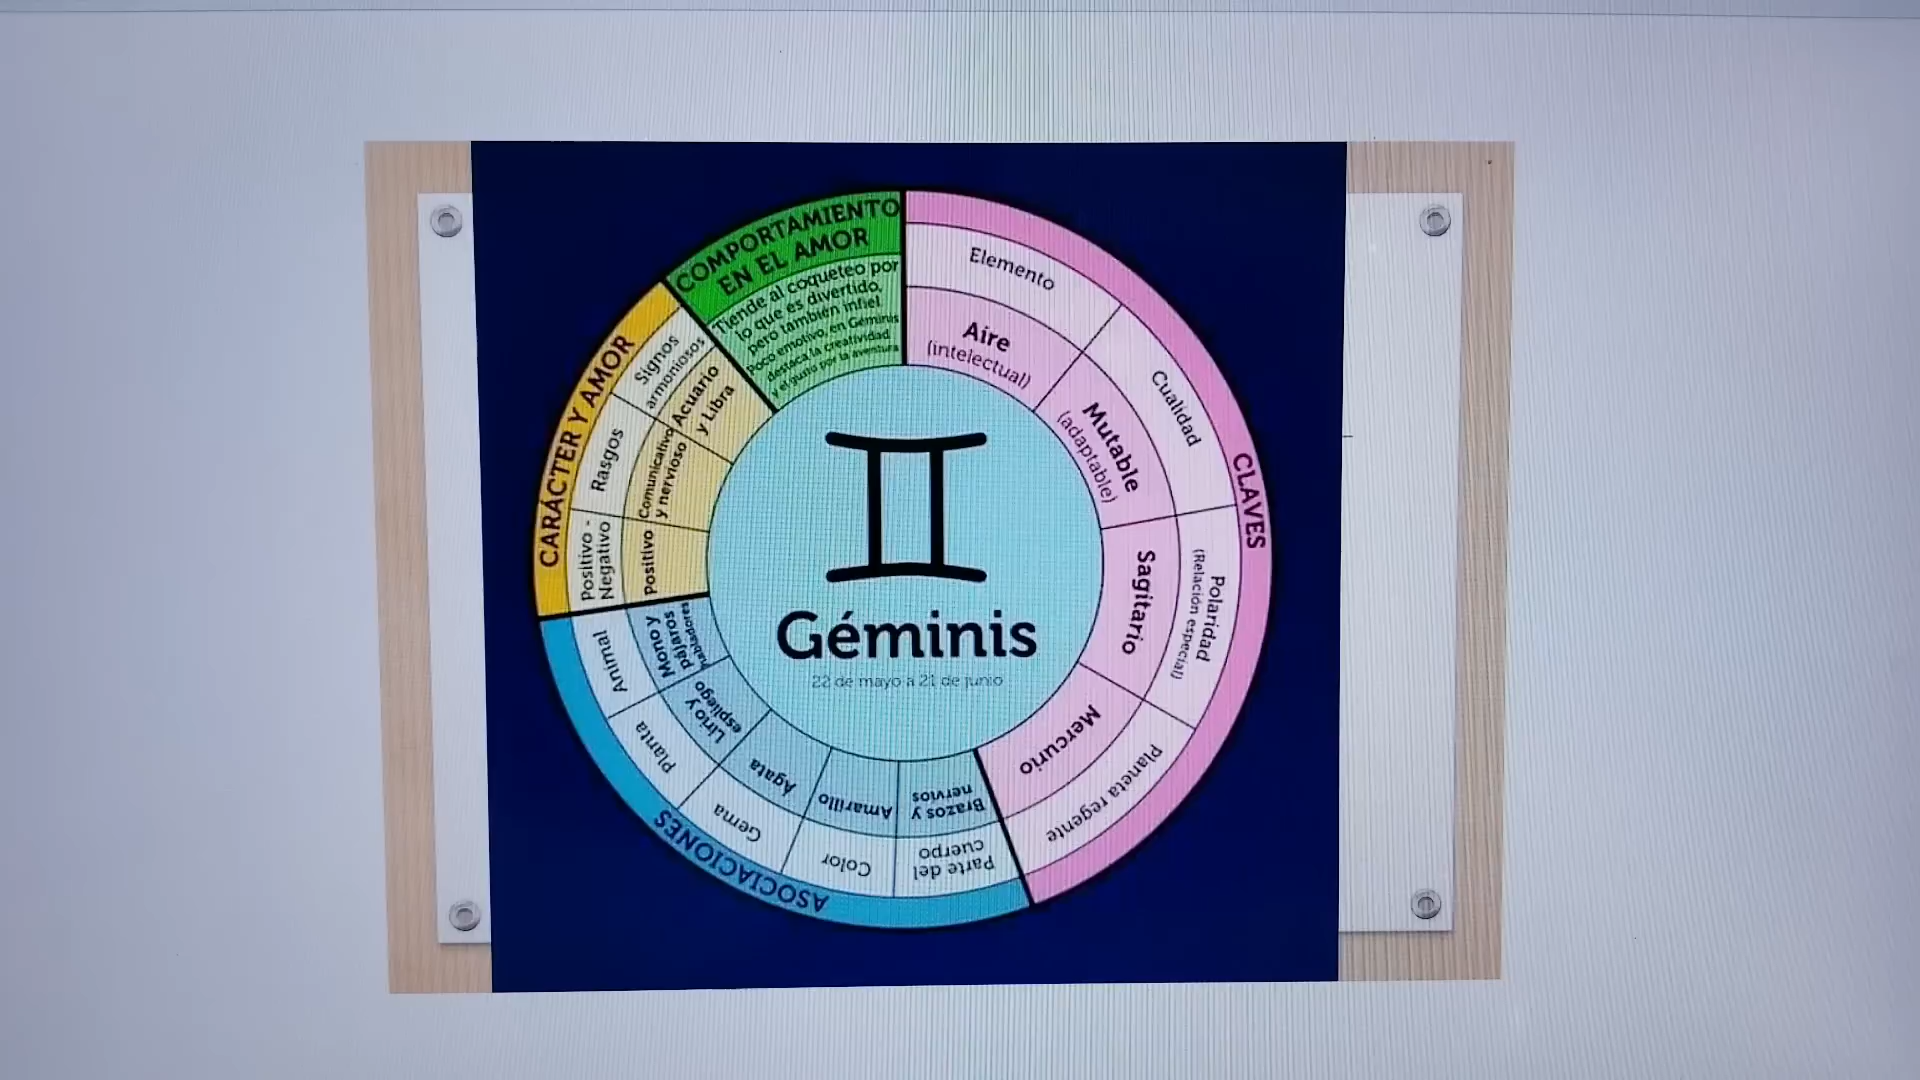 COMPORTAMIENTO
EN EL AMOR
Tiende al coqueteo por
lo que es divertido,
pero también infiel.
Poco emotivo, en Géminis
destaca la creatividad
y el gusto por la aventura
Elemento
Aire
(intelectual)
Cualidad
Mutable
(adaptable)
CLAVES
Polaridad
(Relación especial)
Sagitario
Planeta regente
Mercurio
Parte del
cuerpo
Brazos y
nervios
Color
Amarillo
Gema
Ágata
ASOCIACIONES
Planta
Lirio y
espliego
Animal
Mono y
pájaros
habladores
CARÁCTER Y AMOR
Positivo -
Negativo
Positivo
Rasgos
Comunicativo
y nervioso
Signos
armoniosos
Acuario
y Libra
Géminis
22 de mayo a 21 de junio